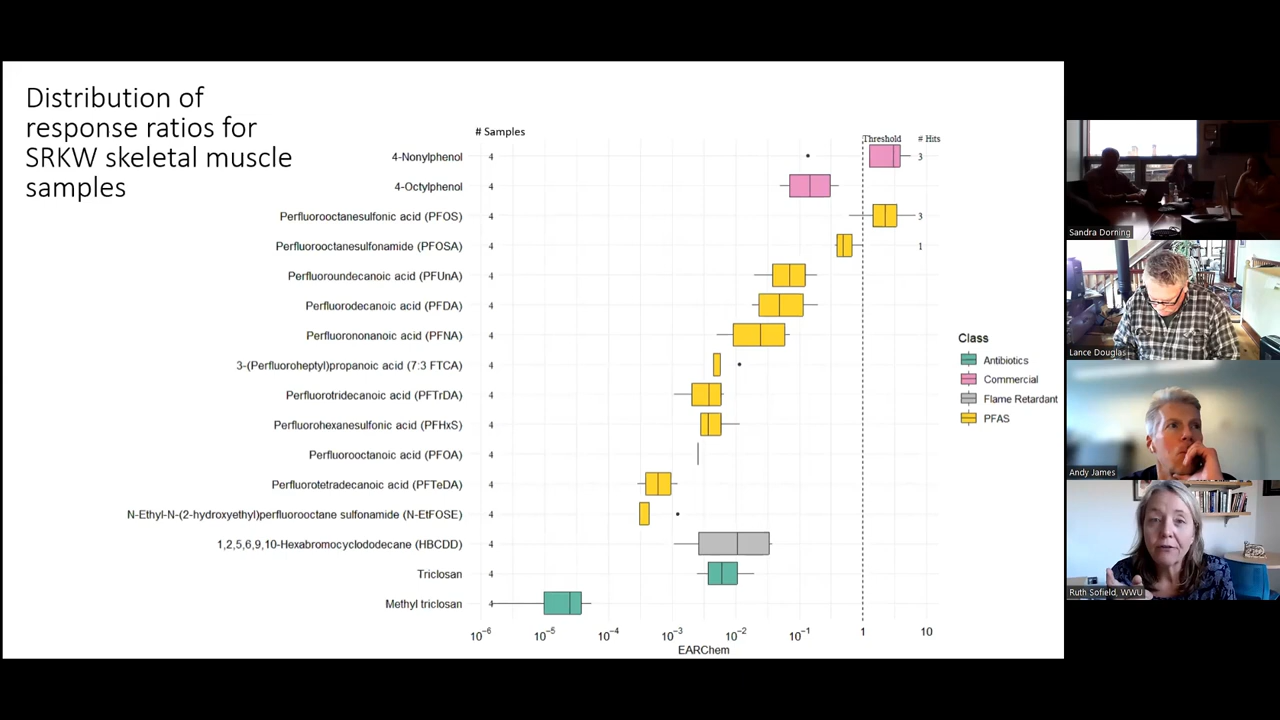 Distribution of
response ratios for
SRKW skeletal muscle
samples
# Samples
Threshold
# Hits
4-Nonylphenol 4 3
4-Octylphenol 4
Perfluorooctanesulfonic acid (PFOS) 4 3
Perfluorooctanesulfonamide (PFOSA) 4 1
Perfluoroundecanoic acid (PFUnA) 4
Perfluorodecanoic acid (PFDA) 4
Perfluorononanoic acid (PFNA) 4
3-(Perfluoroheptyl)propanoic acid (7:3 FTCA) 4
Perfluorotridecanoic acid (PFTrDA) 4
Perfluorohexanesulfonic acid (PFHxS) 4
Perfluorooctanoic acid (PFOA) 4
Perfluorotetradecanoic acid (PFTeDA) 4
N-Ethyl-N-(2-hydroxyethyl)perfluorooctane sulfonamide (N-EtFOSE) 4
1,2,5,6,9,10-Hexabromocyclododecane (HBCDD) 4
Triclosan 4
Methyl triclosan 4
10⁻⁶ 10⁻⁵ 10⁻⁴ 10⁻³ 10⁻² 10⁻¹ 1 10
EARChem
Class
Antibiotics
Commercial
Flame Retardant
PFAS
Sandra Dorning
Lance Douglas
Andy James
Ruth Sofield, WWU